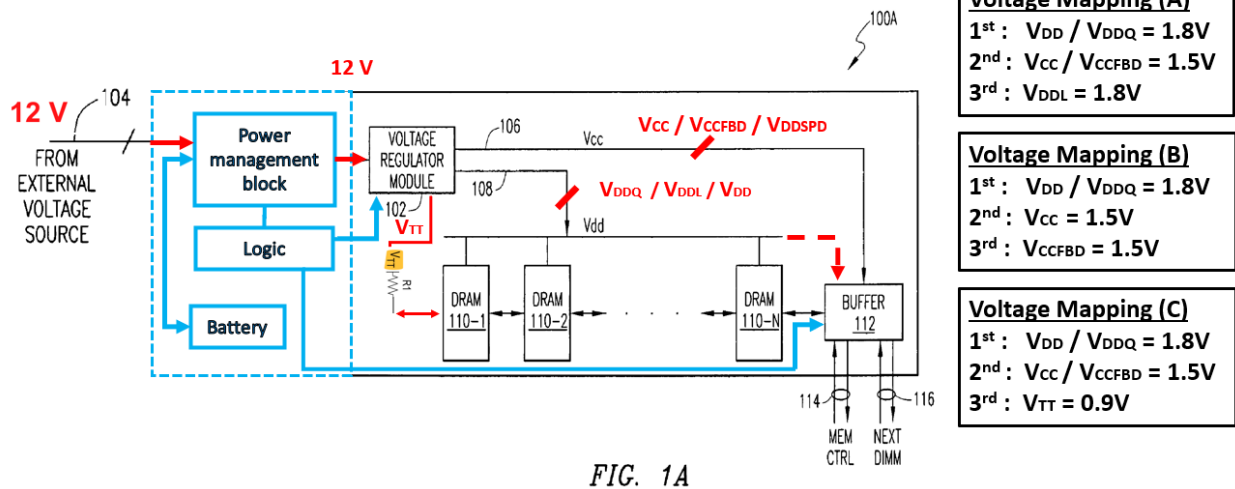 100A
12 V
12 V
104
FROM
EXTERNAL
VOLTAGE
SOURCE
Power
management
block
Logic
Battery
VOLTAGE
REGULATOR
MODULE
102
106
Vcc
VCC / VCCFBD / VDDSPD
108
VDDQ / VDDL / VDD
Vdd
VTT
VTT
R1
DRAM
110-1
DRAM
110-2
. . . .
DRAM
110-N
BUFFER
112
114
116
MEM
CTRL
NEXT
DIMM
FIG. 1A
Voltage Mapping (A)
1st : VDD / VDDQ = 1.8V
2nd : VCC / VCCFBD = 1.5V
3rd : VDDL = 1.8V
Voltage Mapping (B)
1st : VDD / VDDQ = 1.8V
2nd : VCC = 1.5V
3rd : VCCFBD = 1.5V
Voltage Mapping (C)
1st : VDD / VDDQ = 1.8V
2nd : VCC / VCCFBD = 1.5V
3rd : VTT = 0.9V